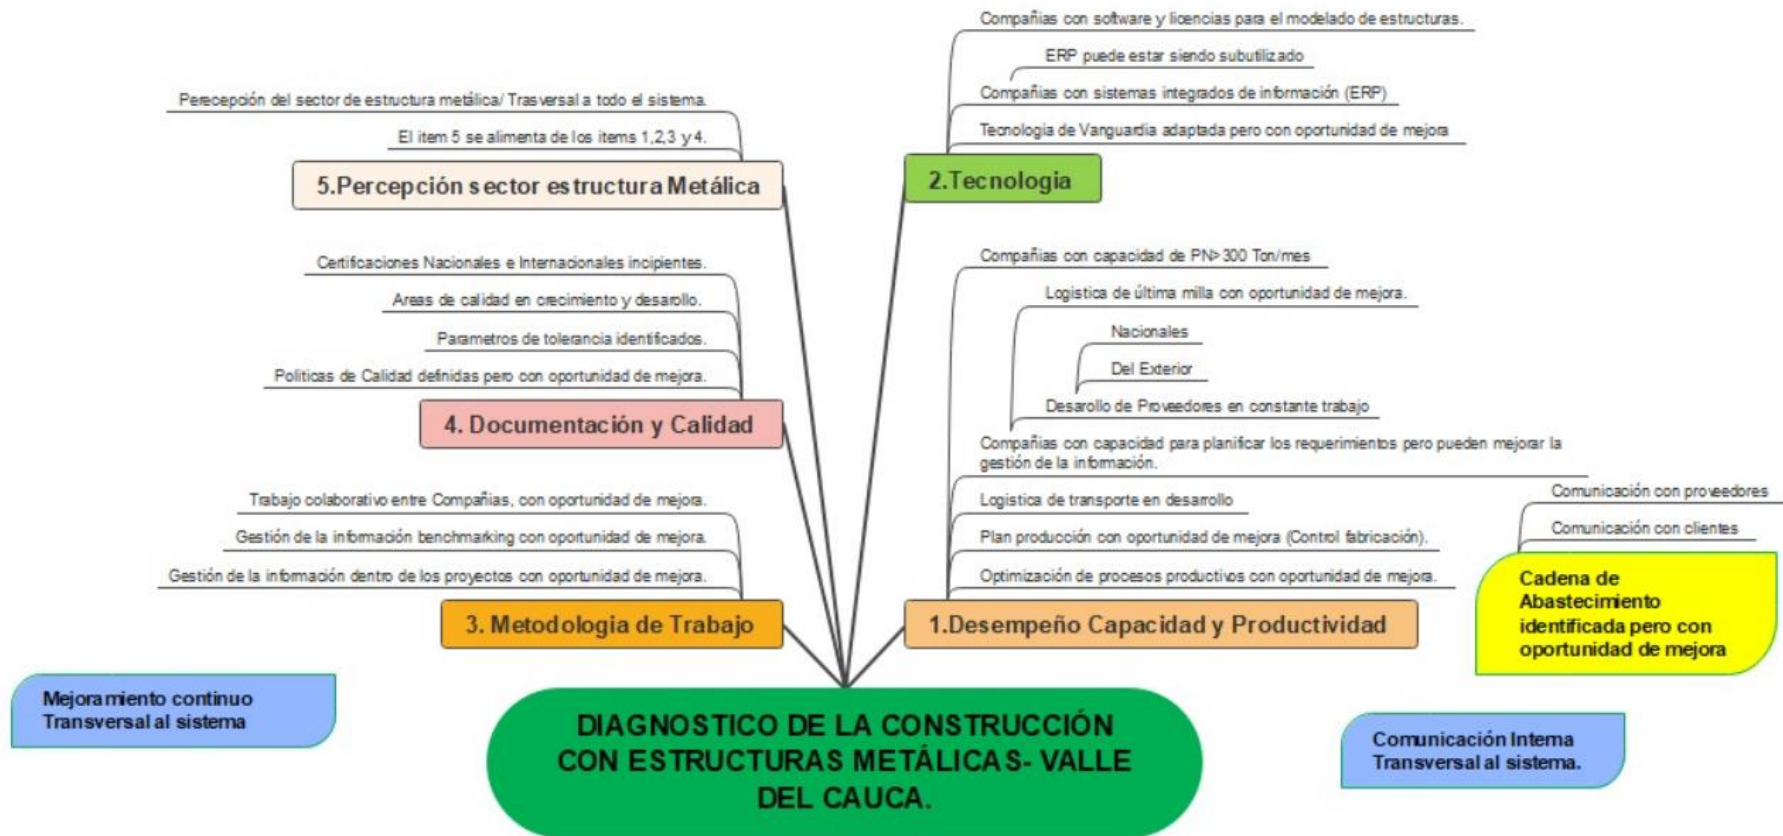 Perecepción del sector de estructura metálica/ Trasversal a todo el sistema.
El item 5 se alimenta de los items 1,2,3 y 4.
5.Percepción sector estructura Metálica
Certificaciones Nacionales e Internacionales incipientes.
Areas de calidad en crecimiento y desarollo.
Parametros de tolerancia identificados.
Politicas de Calidad definidas pero con oportunidad de mejora.
4. Documentación y Calidad
Trabajo colaborativo entre Compañias, con oportunidad de mejora.
Gestión de la información benchmarking con oportunidad de mejora.
Gestión de la información dentro de los proyectos con oportunidad de mejora.
3. Metodologia de Trabajo
Compañias con software y licencias para el modelado de estructuras.
ERP puede estar siendo subutilizado
Compañias con sistemas integrados de información (ERP)
Tecnologia de Vanguardia adaptada pero con oportunidad de mejora
2.Tecnologia
Compañias con capacidad de PN>300 Ton/mes
Logistica de última milla con oportunidad de mejora.
Nacionales
Del Exterior
Desarollo de Proveedores en constante trabajo
Compañias con capacidad para planificar los requerimientos pero pueden mejorar la
gestión de la información.
Logistica de transporte en desarrollo
Plan producción con oportunidad de mejora (Control fabricación).
Optimización de procesos productivos con oportunidad de mejora.
1.Desempeño Capacidad y Productividad
Comunicación con proveedores
Comunicación con clientes
Cadena de
Abastecimiento
identificada pero con
oportunidad de mejora
Mejoramiento continuo
Transversal al sistema
DIAGNOSTICO DE LA CONSTRUCCIÓN
CON ESTRUCTURAS METÁLICAS- VALLE
DEL CAUCA.
Comunicación Interna
Transversal al sistema.